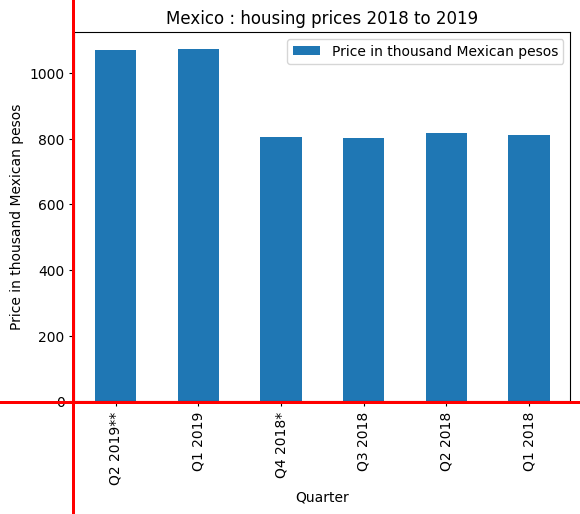 Mexico : housing prices 2018 to 2019
Price in thousand Mexican pesos
Price in thousand Mexican pesos
1000
800
600
400
200
0
Q2 2019**
Q1 2019
Q4 2018*
Q3 2018
Q2 2018
Q1 2018
Quarter